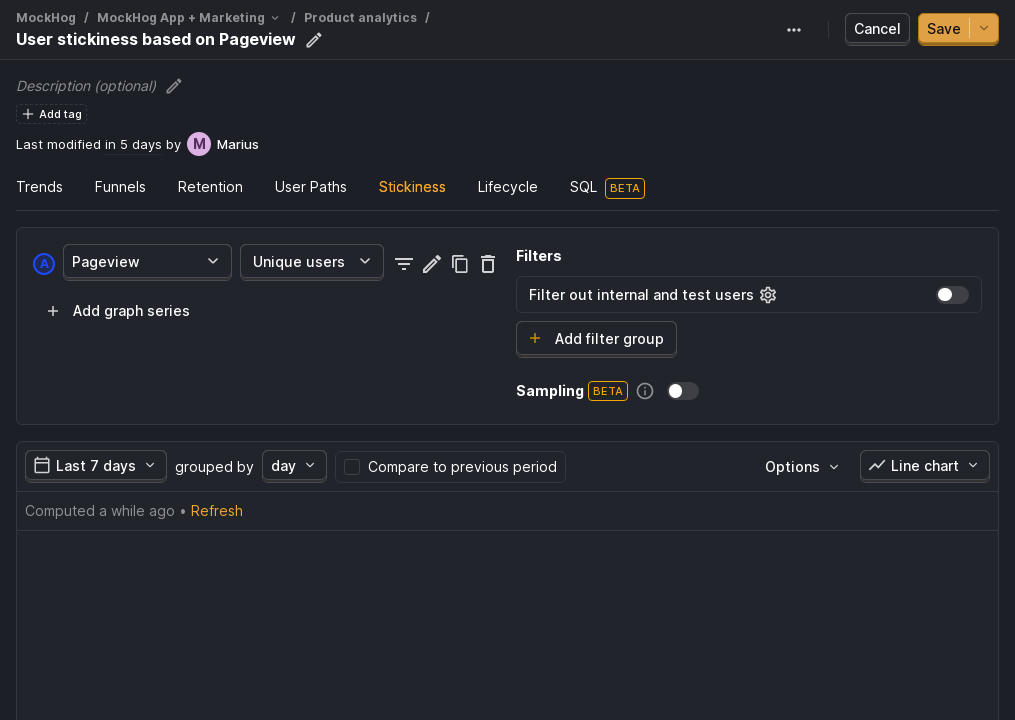 MockHog / MockHog App + Marketing / Product analytics /
User stickiness based on Pageview
Cancel
Save
Description (optional)
Add tag
Last modified in 5 days by M Marius
Trends
Funnels
Retention
User Paths
Stickiness
Lifecycle
SQL BETA
A Pageview Unique users
Add graph series
Filters
Filter out internal and test users
Add filter group
Sampling BETA
Last 7 days grouped by day Compare to previous period Options Line chart
Computed a while ago • Refresh